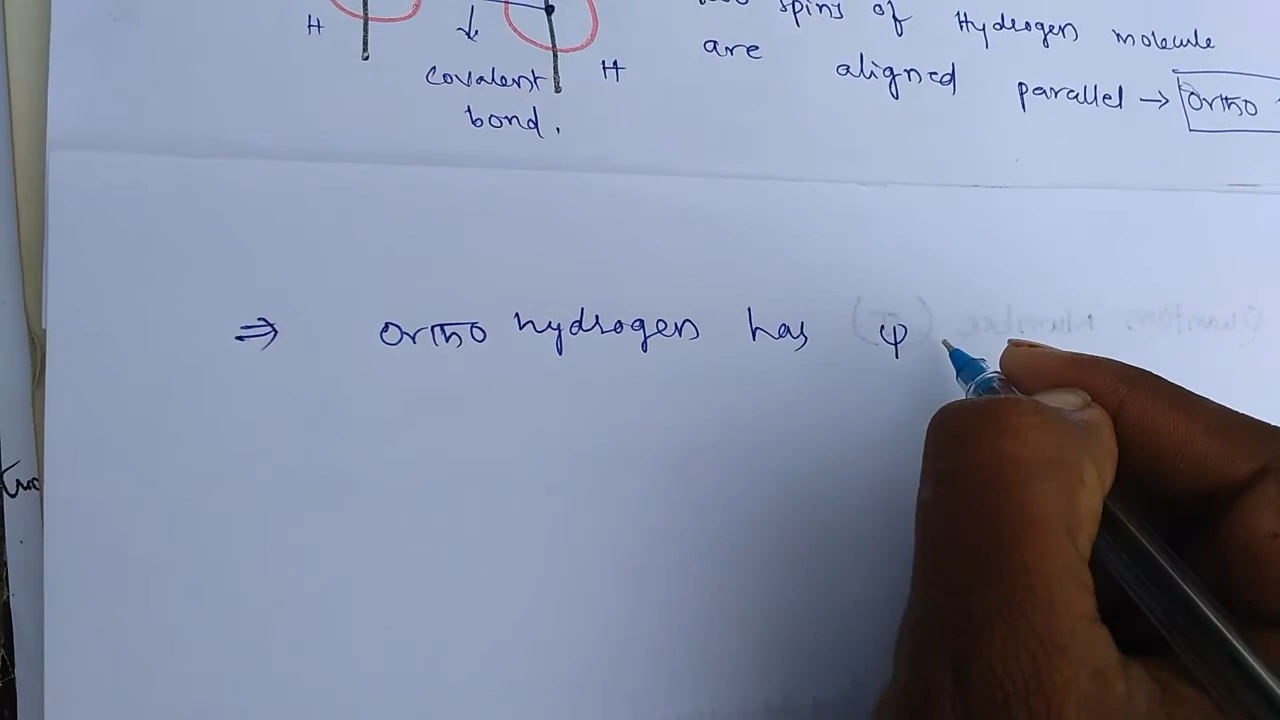 spins of Hydrogen molecule
H
are aligned parallel → Ortho
covalent H
bond.
⇒ Ortho hydrogen has φ